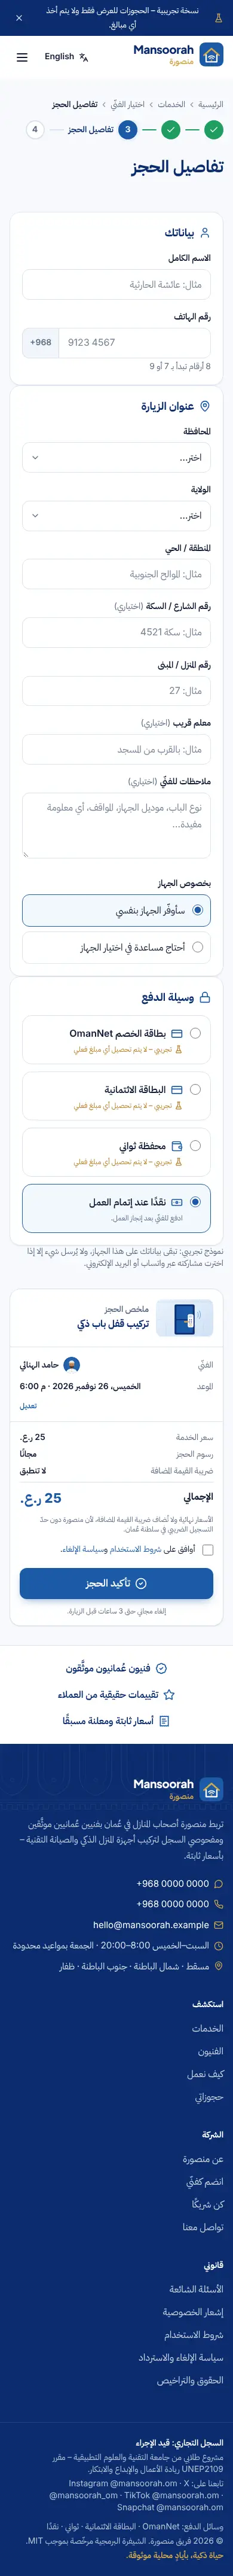 نسخة تجريبية – الحجوزات للعرض فقط ولا يتم أخذ
أي مبالغ.
Mansoorah
منصورة
English
الرئيسية › الخدمات › اختيار الفنّي › تفاصيل الحجز
3 تفاصيل الحجز 4
تفاصيل الحجز
بياناتك
الاسم الكامل
مثال: عائشة الحارثية
رقم الهاتف
+968 9123 4567
8 أرقام تبدأ بـ 7 أو 9
عنوان الزيارة
المحافظة
اختر...
الولاية
اختر...
المنطقة / الحي
مثال: الموالح الجنوبية
رقم الشارع / السكة (اختياري)
مثال: سكة 4521
رقم المنزل / المبنى
مثال: 27
معلم قريب (اختياري)
مثال: بالقرب من المسجد
ملاحظات للفنّي (اختياري)
نوع الباب، موديل الجهاز، المواقف، أي معلومة
مفيدة...
بخصوص الجهاز
سأوفّر الجهاز بنفسي
أحتاج مساعدة في اختيار الجهاز
وسيلة الدفع
بطاقة الخصم OmanNet
تجريبي – لا يتم تحصيل أي مبلغ فعلي
البطاقة الائتمانية
تجريبي – لا يتم تحصيل أي مبلغ فعلي
محفظة ثواني
تجريبي – لا يتم تحصيل أي مبلغ فعلي
نقدًا عند إتمام العمل
ادفع للفنّي بعد إنجاز العمل.
نموذج تجريبي: تبقى بياناتك على هذا الجهاز، ولا يُرسل شيء إلا إذا
اخترت مشاركته عبر واتساب أو البريد الإلكتروني.
ملخص الحجز
تركيب قفل باب ذكي
الفنّي
حامد الهنائي
الموعد
الخميس، 26 نوفمبر 2026 · 6:00 م
تعديل
سعر الخدمة
25 ر.ع.
رسوم الحجز
مجانًا
ضريبة القيمة المضافة
لا تنطبق
الإجمالي
25 ر.ع.
الأسعار نهائية ولا تُضاف ضريبة القيمة المضافة، لأن منصورة دون حدّ
التسجيل الضريبي في سلطنة عُمان.
أوافق على شروط الاستخدام وسياسة الإلغاء.
تأكيد الحجز
إلغاء مجاني حتى 3 ساعات قبل الزيارة.
فنيون عُمانيون موثَّقون
تقييمات حقيقية من العملاء
أسعار ثابتة ومعلنة مسبقًا
Mansoorah
منصورة
تربط منصورة أصحاب المنازل في عُمان بفنيين عُمانيين موثَّقين
ومفحوصي السجل لتركيب أجهزة المنزل الذكي والصيانة التقنية –
بأسعار ثابتة.
+968 0000 0000
+968 0000 0000
hello@mansoorah.example
السبت–الخميس 8:00–20:00 · الجمعة بمواعيد محدودة
مسقط · شمال الباطنة · جنوب الباطنة · ظفار
استكشف
الخدمات
الفنيون
كيف نعمل
حجوزاتي
الشركة
عن منصورة
انضم كفنّي
كن شريكًا
تواصل معنا
قانوني
الأسئلة الشائعة
إشعار الخصوصية
شروط الاستخدام
سياسة الإلغاء والاسترداد
الحقوق والتراخيص
السجل التجاري: قيد الإجراء
مشروع طلابي من جامعة التقنية والعلوم التطبيقية – مقرر
UNEP2109 ريادة الأعمال والإبداع والابتكار.
تابعنا على: Instagram @mansoorah.om · X
@mansoorah_om · TikTok @mansoorah.om ·
Snapchat @mansoorah.om
وسائل الدفع: OmanNet · البطاقة الائتمانية · ثواني · نقدًا
© 2026 فريق منصورة. الشيفرة البرمجية مرخّصة بموجب MIT.
حياة ذكية، بأيادٍ محلية موثوقة.